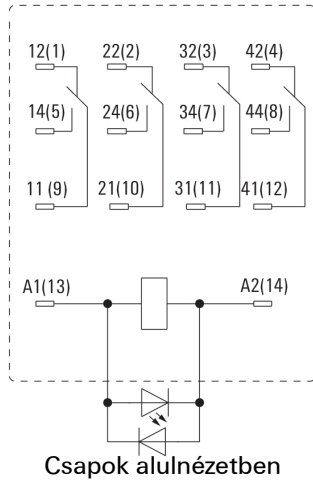 12(1) 22(2) 32(3) 42(4)
14(5) 24(6) 34(7) 44(8)
11 (9) 21(10) 31(11) 41(12)
A1(13) A2(14)
Csapok alulnézetben